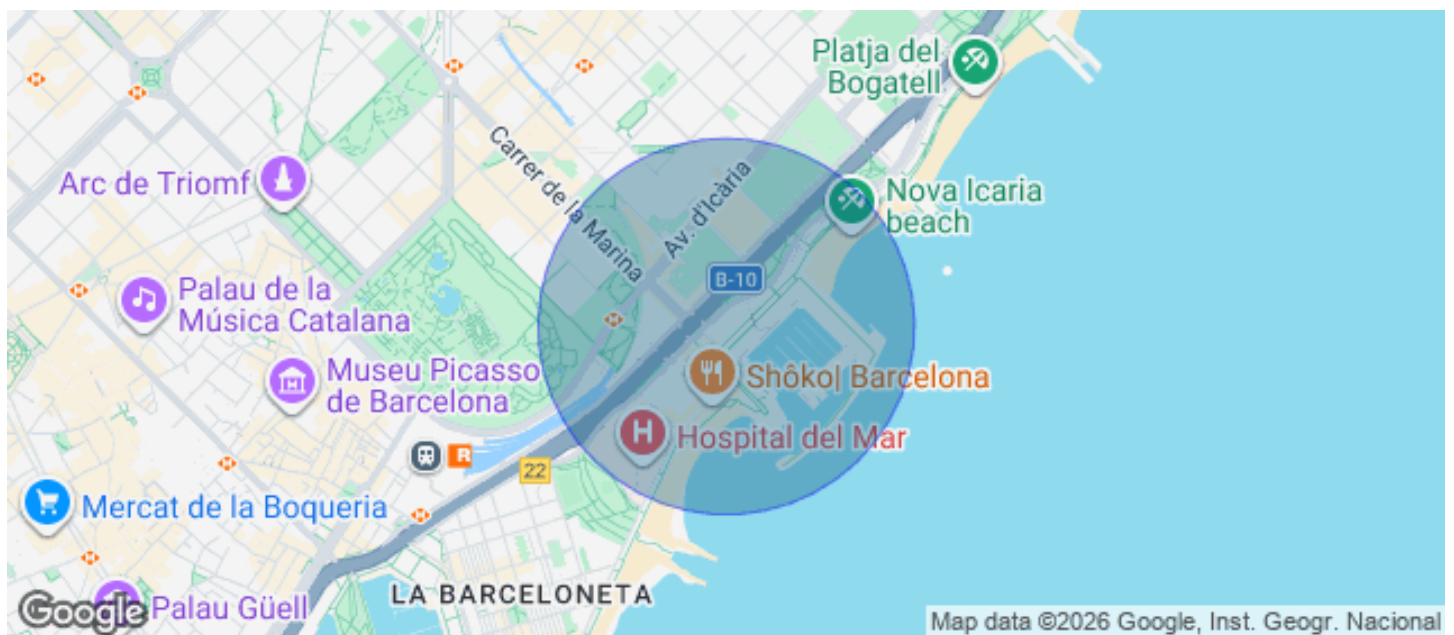 Platja del
Bogatell
Carrer de la Marina
Arc de Triomf
Av. d'Icària
Nova Icaria
beach
B-10
Palau de la
Música Catalana
Museu Picasso
de Barcelona
Shôko| Barcelona
H
Hospital del Mar
R
22
Mercat de la Boqueria
LA BARCELONETA
Palau Güell
Google
Map data ©2026 Google, Inst. Geogr. Nacional